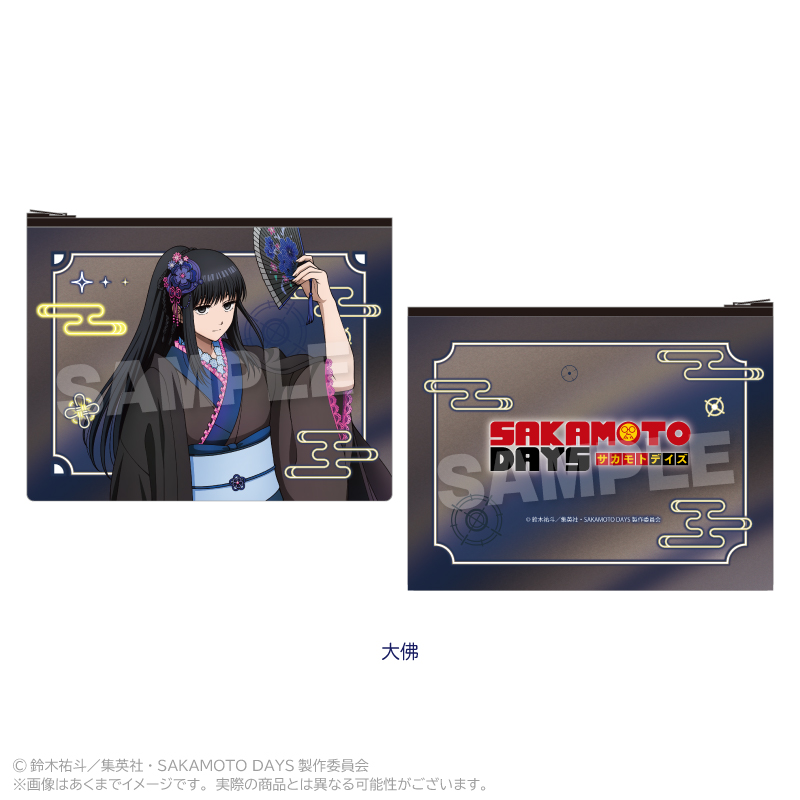 SAMPLE
SAKAMOTO
DAYS サカモトデイズ
SAMPLE
© 鈴木祐斗／集英社・SAKAMOTO DAYS 製作委員会
大佛
© 鈴木祐斗／集英社・SAKAMOTO DAYS 製作委員会
※画像はあくまでイメージです。実際の商品とは異なる可能性がございます。